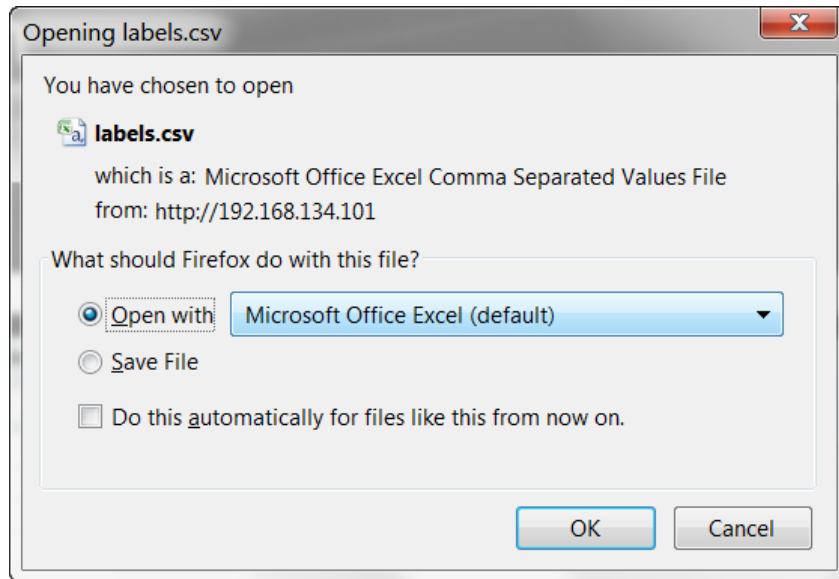 Opening labels.csv
You have chosen to open
labels.csv
which is a: Microsoft Office Excel Comma Separated Values File
from: http://192.168.134.101
What should Firefox do with this file?
Open with Microsoft Office Excel (default)
Save File
Do this automatically for files like this from now on.
OK Cancel